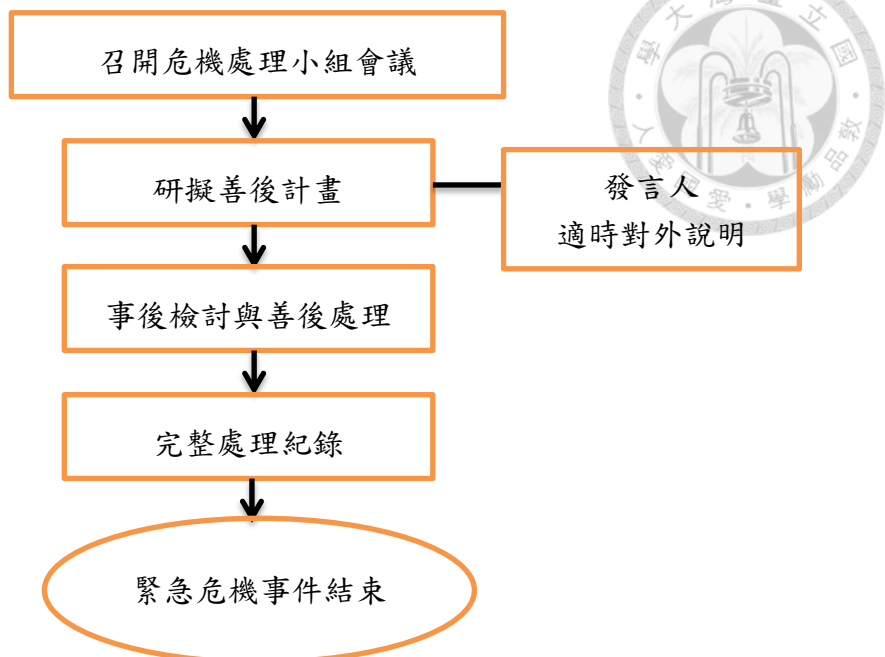 召開危機處理小組會議
研擬善後計畫
發言人
適時對外說明
事後檢討與善後處理
完整處理紀錄
緊急危機事件結束